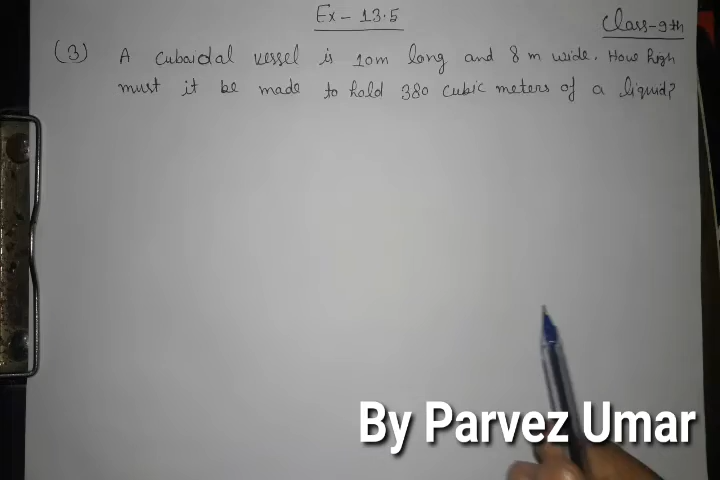 Ex - 13.5
Class-9th
(3) A cuboidal vessel is 10m long and 8 m wide. How high
must it be made to hold 380 cubic meters of a liquid?
By Parvez Umar